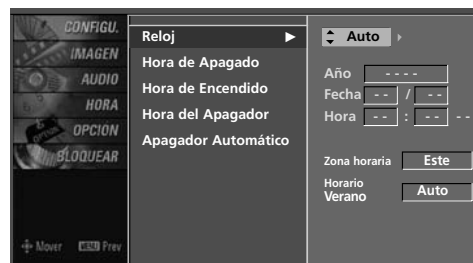 CONFIGU.
IMAGEN
AUDIO
HORA
OPCIÓN
BLOQUEAR
Mover MENU Prev
Reloj ▶
Hora de Apagado
Hora de Encendido
Hora del Apagador
Apagador Automático
Auto
Año - - - -
Fecha - - / - -
Hora - - : - - - -
Zona horaria Este
Horario
Verano Auto